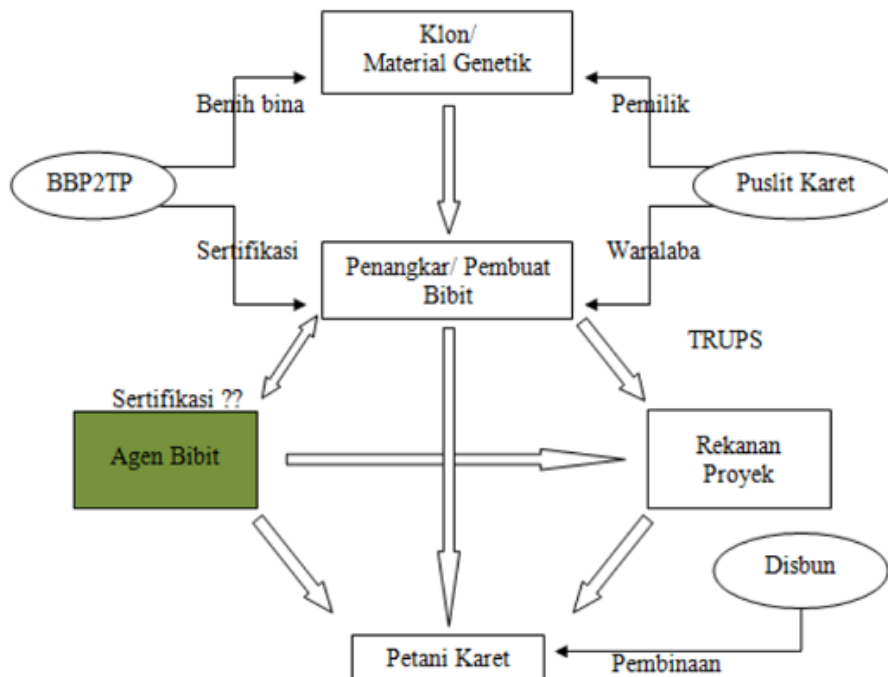 Klon/
Material Genetik
Benih bina
Pemilik
BBP2TP
Puslit Karet
Sertifikasi
Waralaba
Penangkar/ Pembuat
Bibit
TRUPS
Sertifikasi ??
Agen Bibit
Rekanan
Proyek
Disbun
Petani Karet
Pembinaan